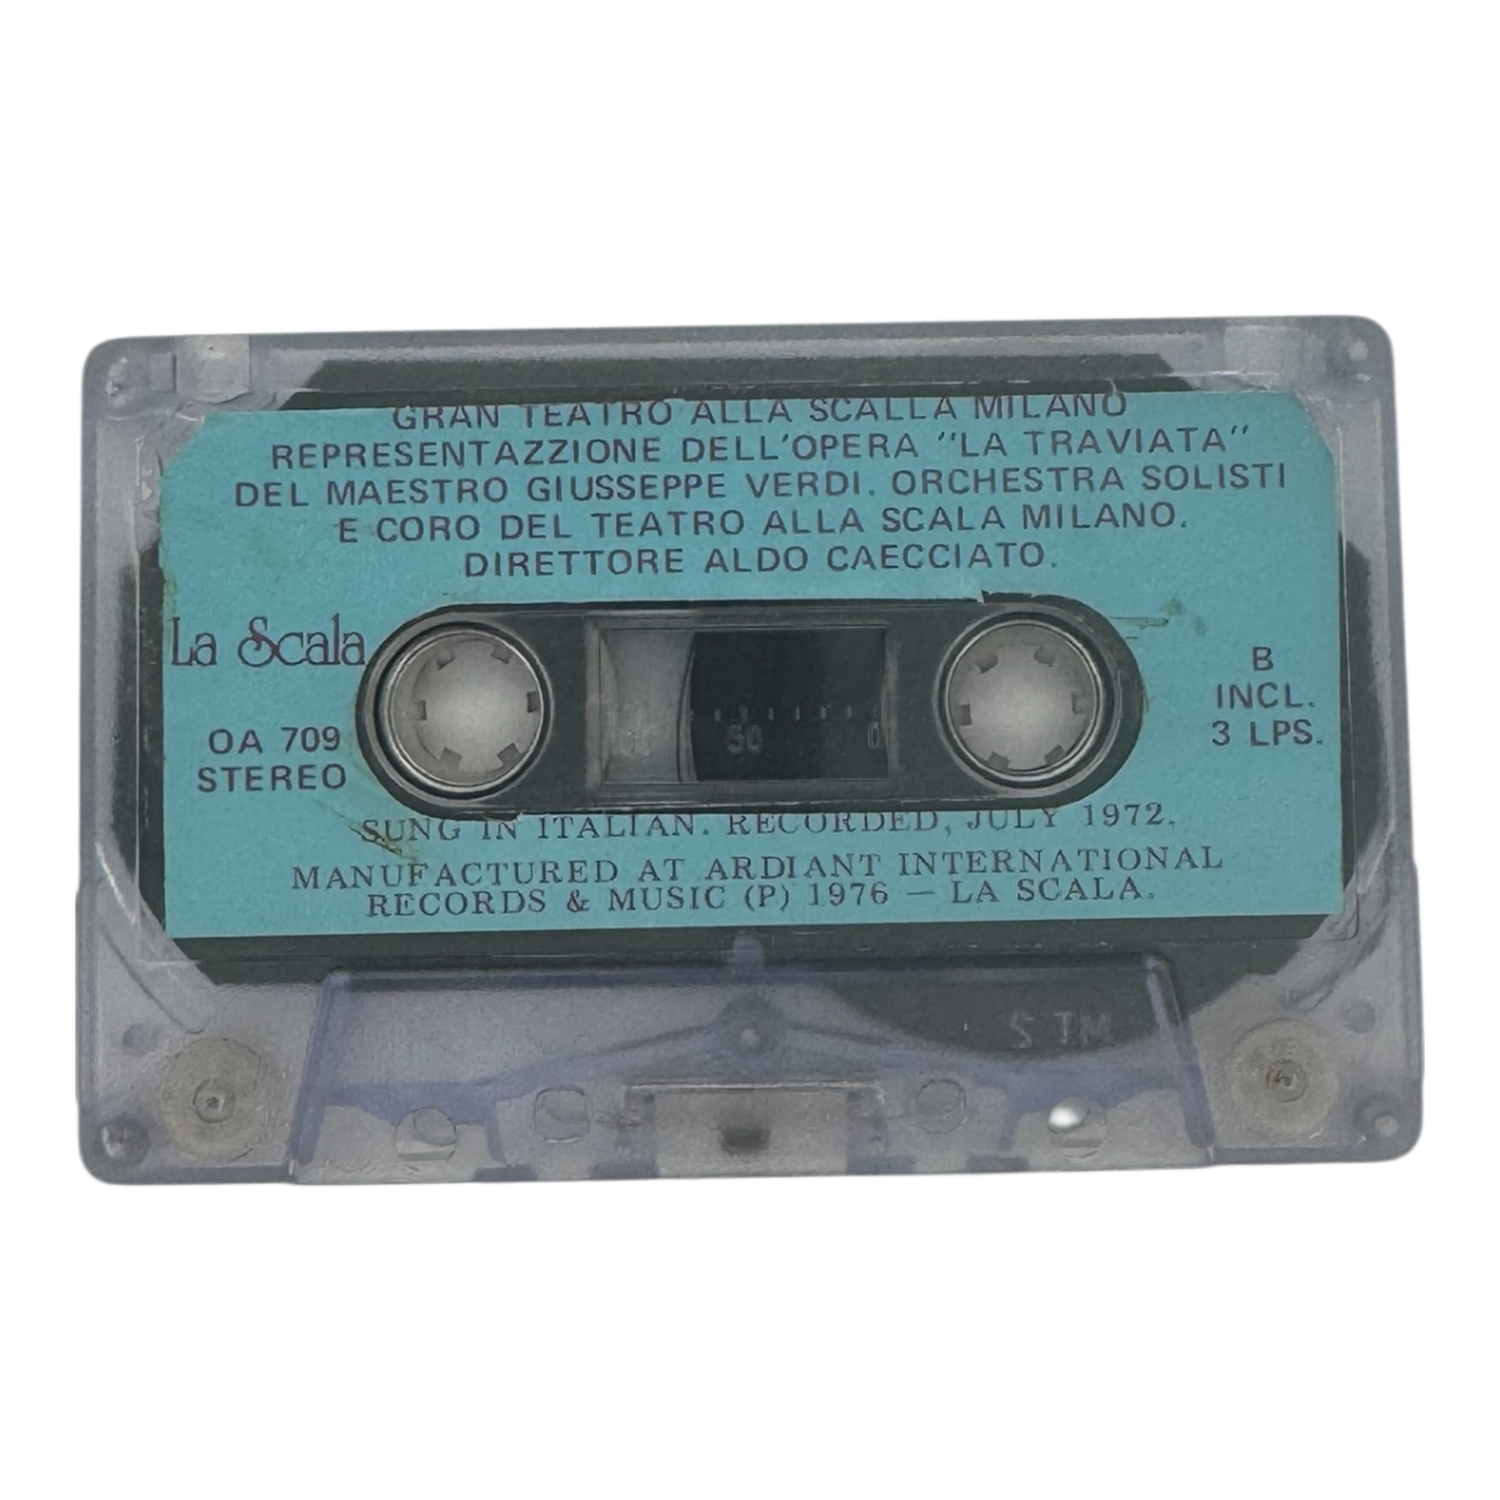 GRAN TEATRO ALLA SCALLA MILANO
REPRESENTAZZIONE DELL'OPERA "LA TRAVIATA"
DEL MAESTRO GIUSSEPPE VERDI. ORCHESTRA SOLISTI
E CORO DEL TEATRO ALLA SCALA MILANO.
DIRETTORE ALDO CAECCIATO.
La Scala
OA 709
STEREO
50
0
B
INCL.
3 LPS.
SUNG IN ITALIAN. RECORDED, JULY 1972.
MANUFACTURED AT ARDIANT INTERNATIONAL
RECORDS & MUSIC (P) 1976 — LA SCALA.
S TM